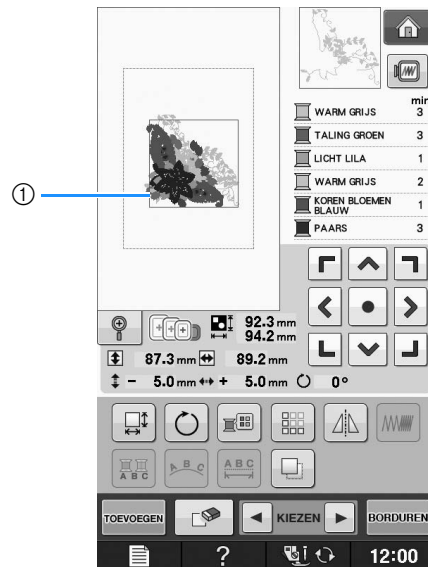 min
WARM GRIJS 3
TALING GROEN 3
LICHT LILA 1
WARM GRIJS 2
KOREN BLOEMEN
BLAUW 1
PAARS 3
1
92.3 mm
94.2 mm
87.3 mm 89.2 mm
- 5.0 mm + 5.0 mm 0°
A B C
A B C
A B C
TOEVOEGEN KIEZEN BORDUREN
? 12:00